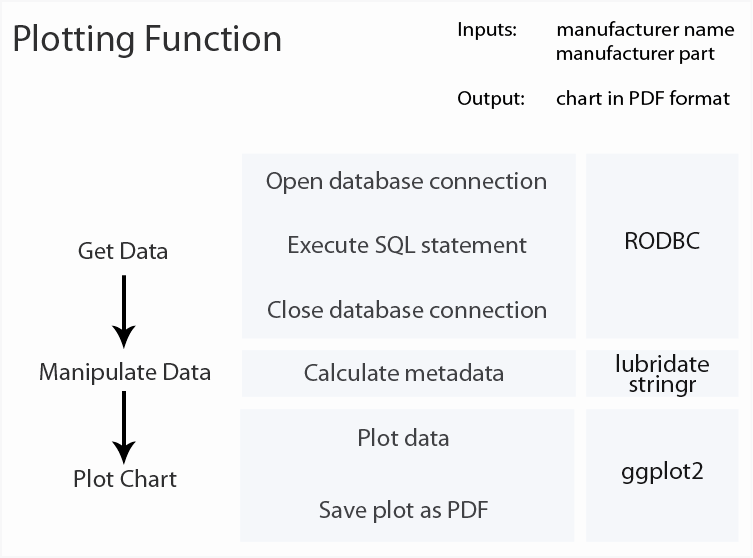 Plotting Function
Inputs: manufacturer name
manufacturer part
Output: chart in PDF format
Get Data
Open database connection
Execute SQL statement
Close database connection
RODBC
Manipulate Data
Calculate metadata
lubridate
stringr
Plot Chart
Plot data
Save plot as PDF
ggplot2